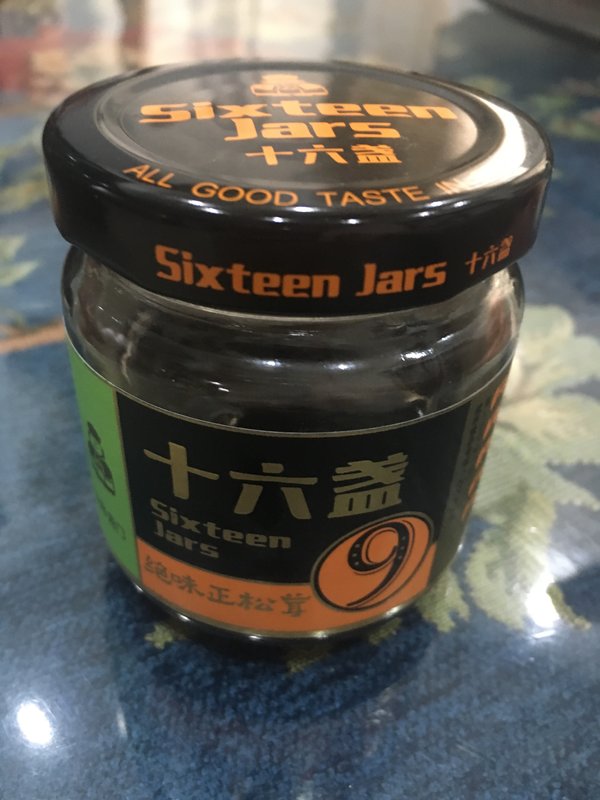 Sixteen
Jars
十六盏
ALL GOOD TASTE IN
Sixteen Jars 十六盏
十六盏
Sixteen
Jars
9
絕味正松茸